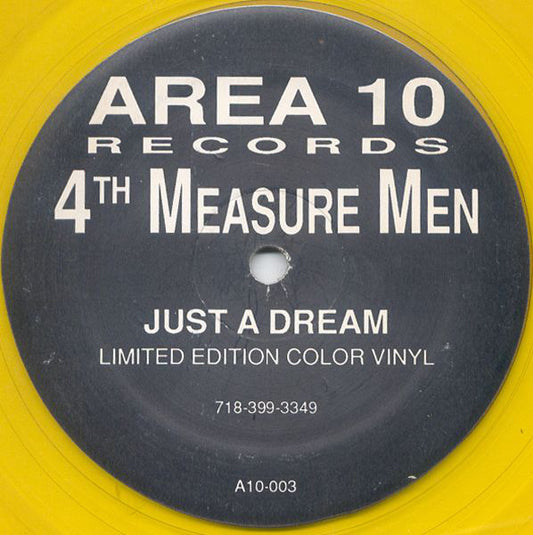 AREA 10
RECORDS
4TH MEASURE MEN
JUST A DREAM
LIMITED EDITION COLOR VINYL
718-399-3349
A10-003